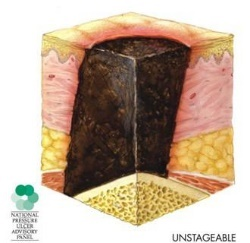 NATIONAL
PRESSURE
ULCER
ADVISORY
PANEL
UNSTAGEABLE